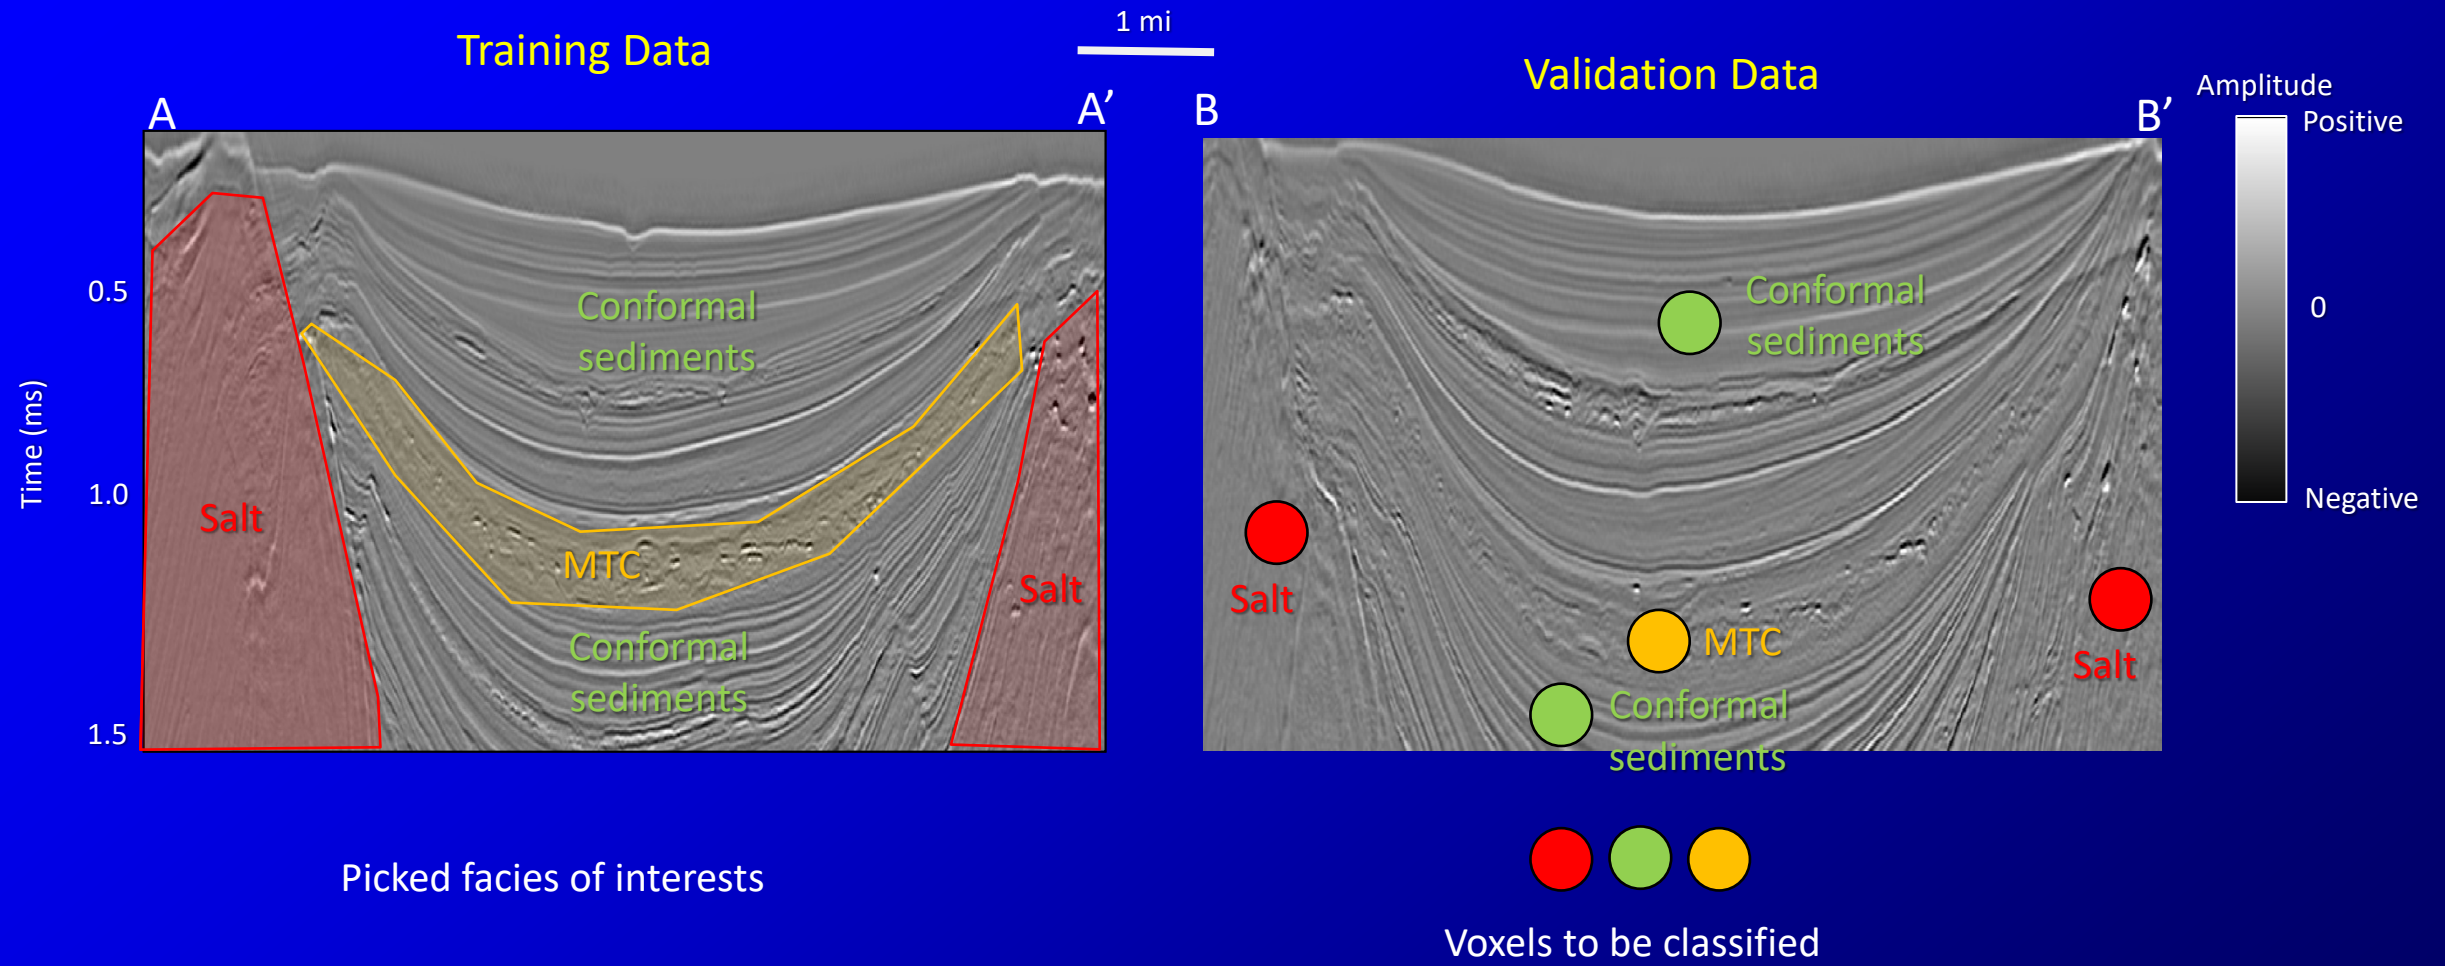 Training Data
1 mi
Validation Data
Amplitude
Positive
0
Negative
A
A’
B
B’
Time (ms)
0.5
1.0
1.5
Conformal
sediments
Salt
MTC
Salt
Conformal
sediments
Conformal
sediments
Salt
MTC
Salt
Conformal
sediments
Picked facies of interests
Voxels to be classified